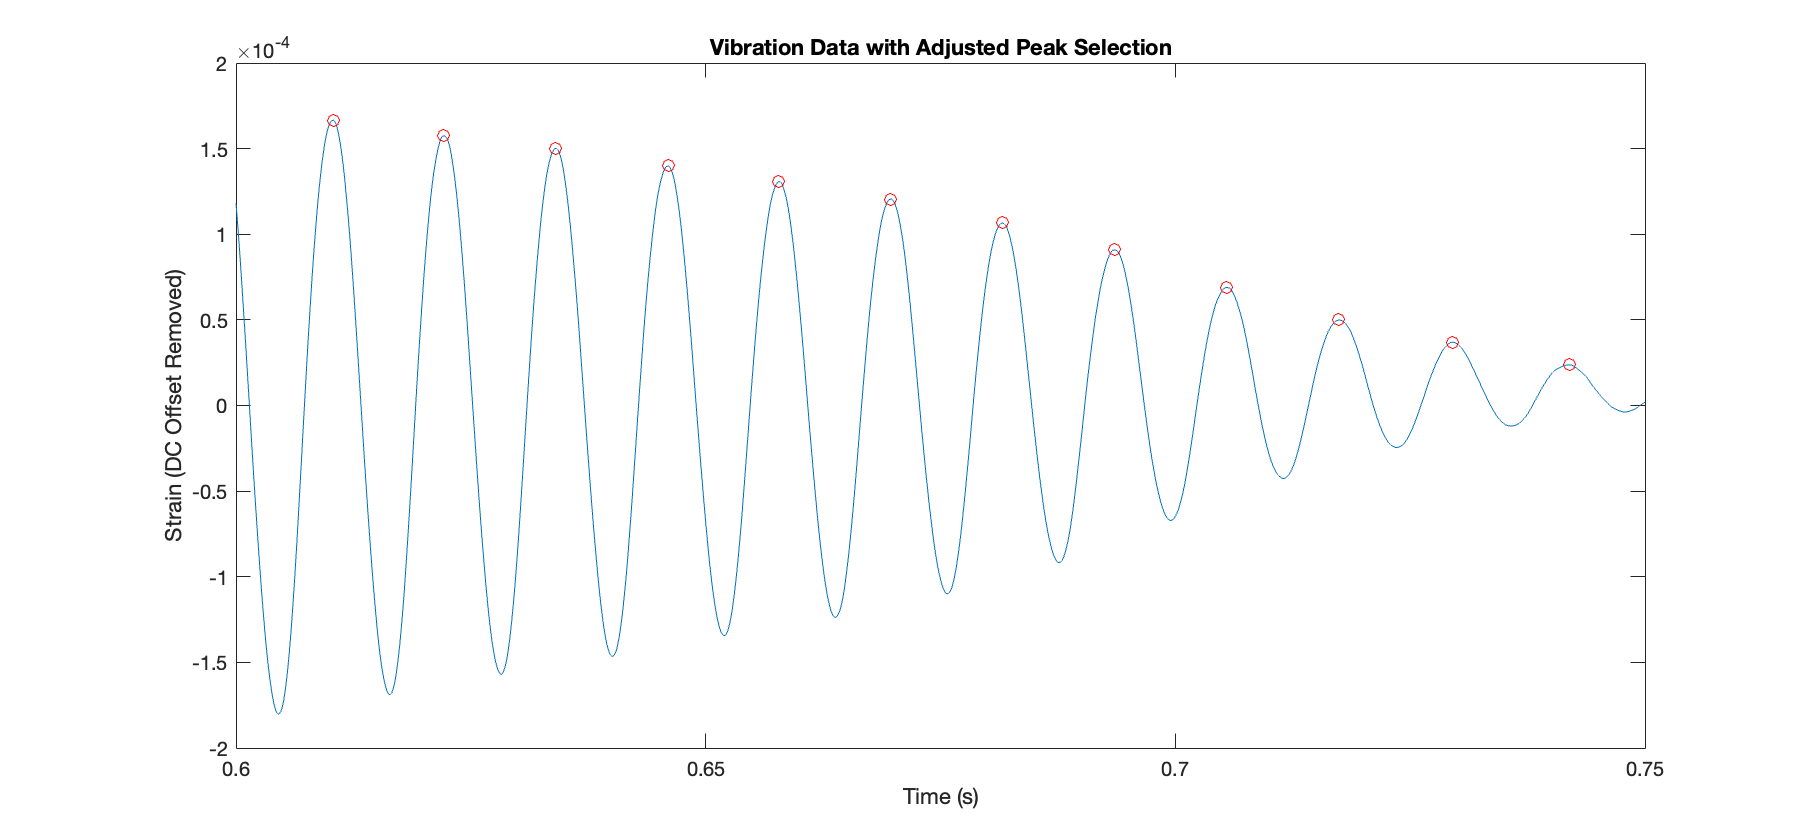 Vibration Data with Adjusted Peak Selection
×10^-4
2
1.5
1
0.5
0
-0.5
-1
-1.5
-2
Strain (DC Offset Removed)
0.6 0.65 0.7 0.75
Time (s)